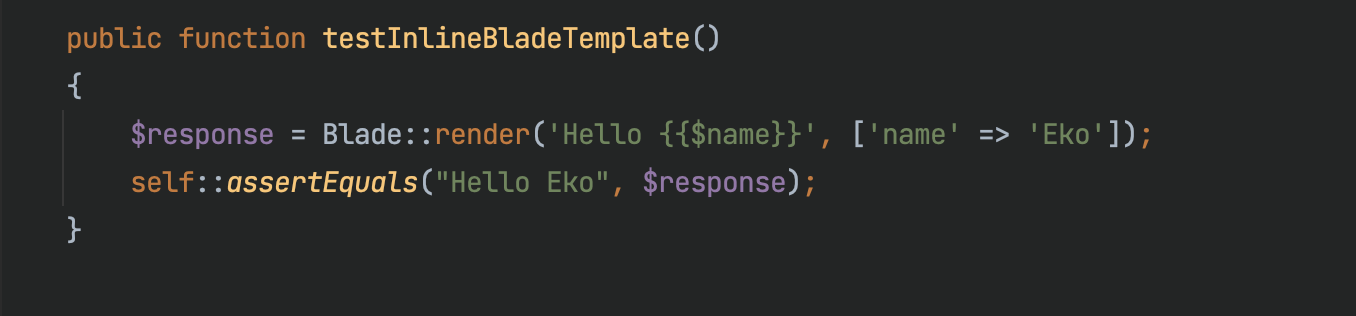 public function testInlineBladeTemplate()
{
    $response = Blade::render('Hello {{$name}}', ['name' => 'Eko']);
    self::assertEquals("Hello Eko", $response);
}